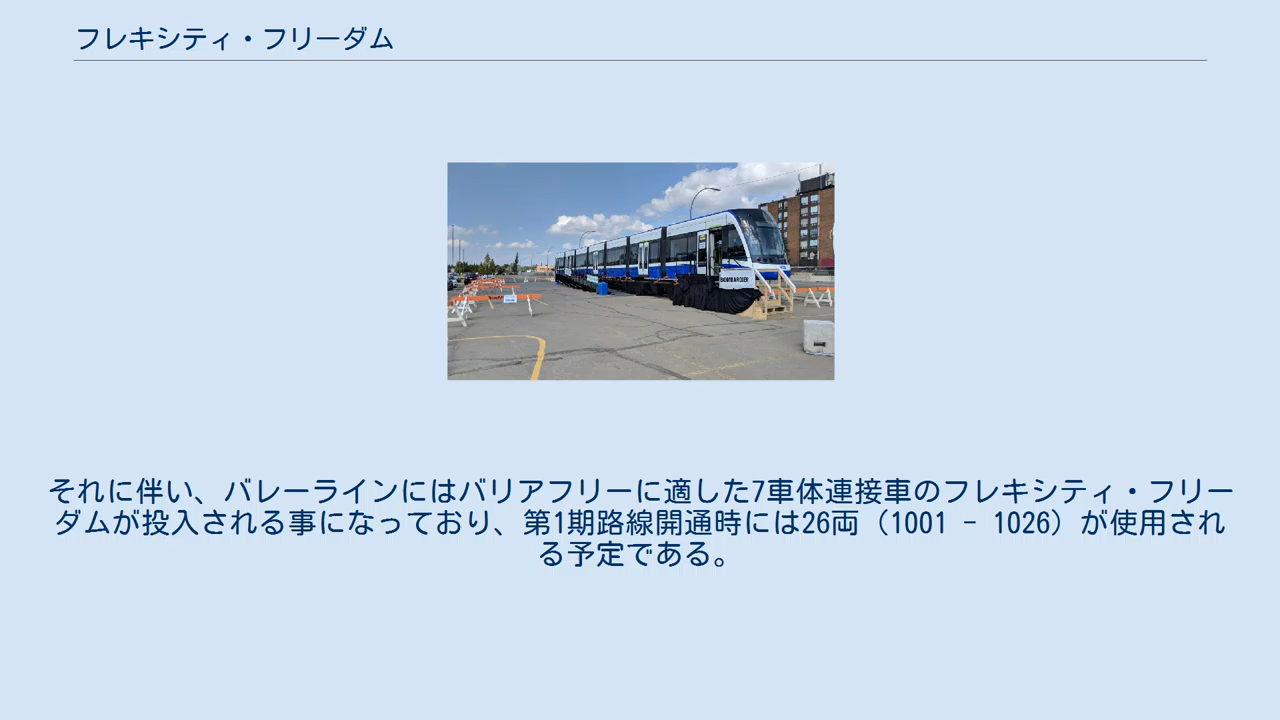 フレキシティ・フリーダム
BOMBARDIER
それに伴い、バレーラインにはバリアフリーに適した7車体連接車のフレキシティ・フリー
ダムが投入される事になっており、第1期路線開通時には26両（1001 - 1026）が使用され
る予定である。